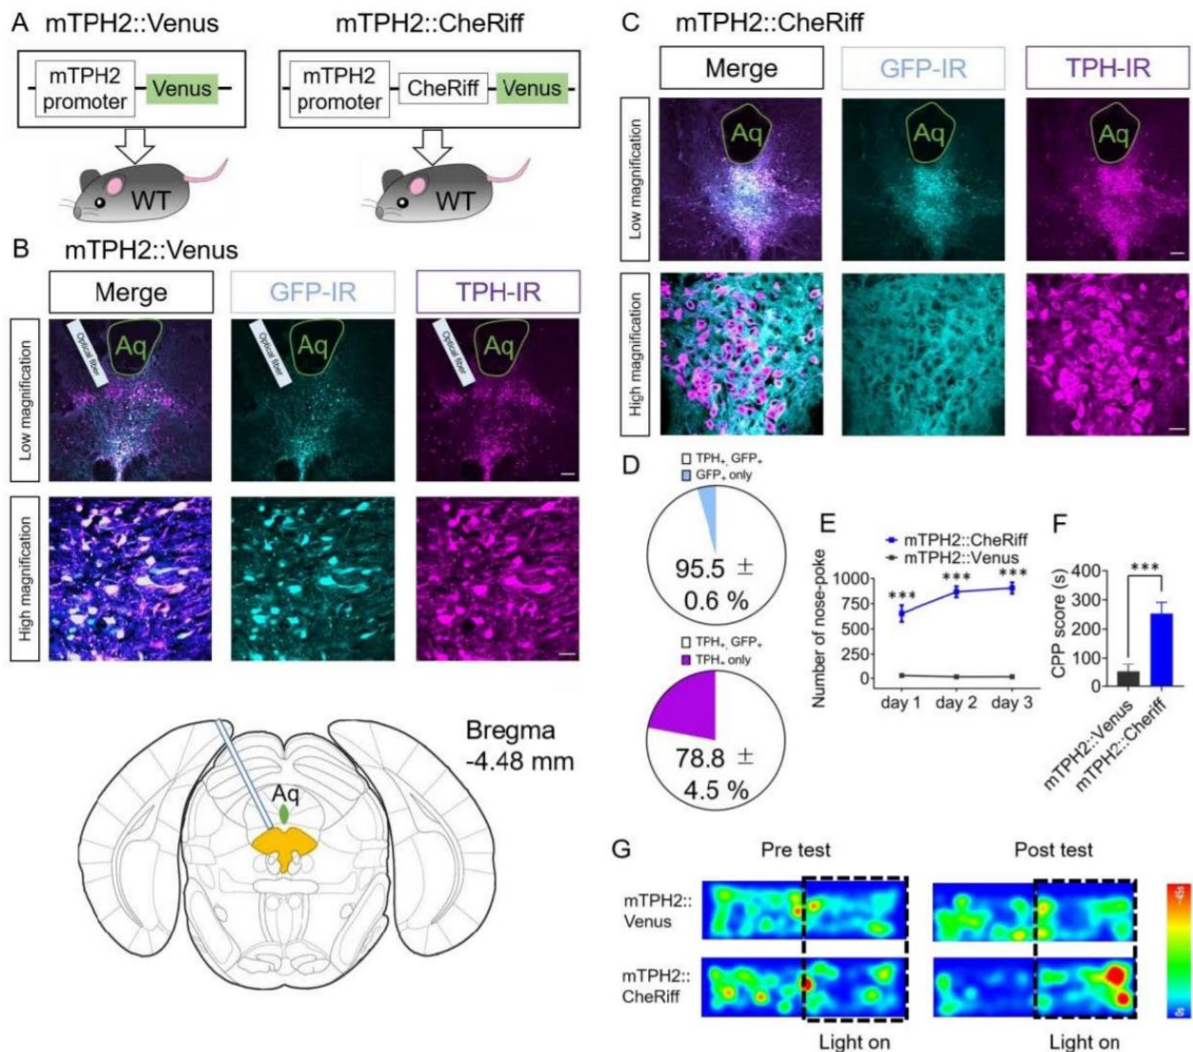 A mTPH2::Venus
mTPH2::CheRiff
mTPH2
promoter
Venus
mTPH2
promoter
CheRiff
Venus
WT
WT
B mTPH2::Venus
Merge
GFP-IR
TPH-IR
Low magnification
Optical fiber
Aq
Optical fiber
Aq
Optical fiber
Aq
High magnification
Bregma
-4.48 mm
Aq
C mTPH2::CheRiff
Merge
GFP-IR
TPH-IR
Low magnification
Aq
Aq
Aq
High magnification
D
TPH+, GFP+
GFP+ only
95.5 ±
0.6 %
TPH+, GFP+
TPH+ only
78.8 ±
4.5 %
E
mTPH2::CheRiff
mTPH2::Venus
Number of nose-poke
1000
750
500
250
0
***
***
***
day 1 day 2 day 3
F
CPP score (s)
400
300
200
100
0
***
mTPH2::Venus
mTPH2::Cheriff
G
Pre test
Post test
mTPH2::
Venus
mTPH2::
CheRiff
Light on
Light on
~45s
0s